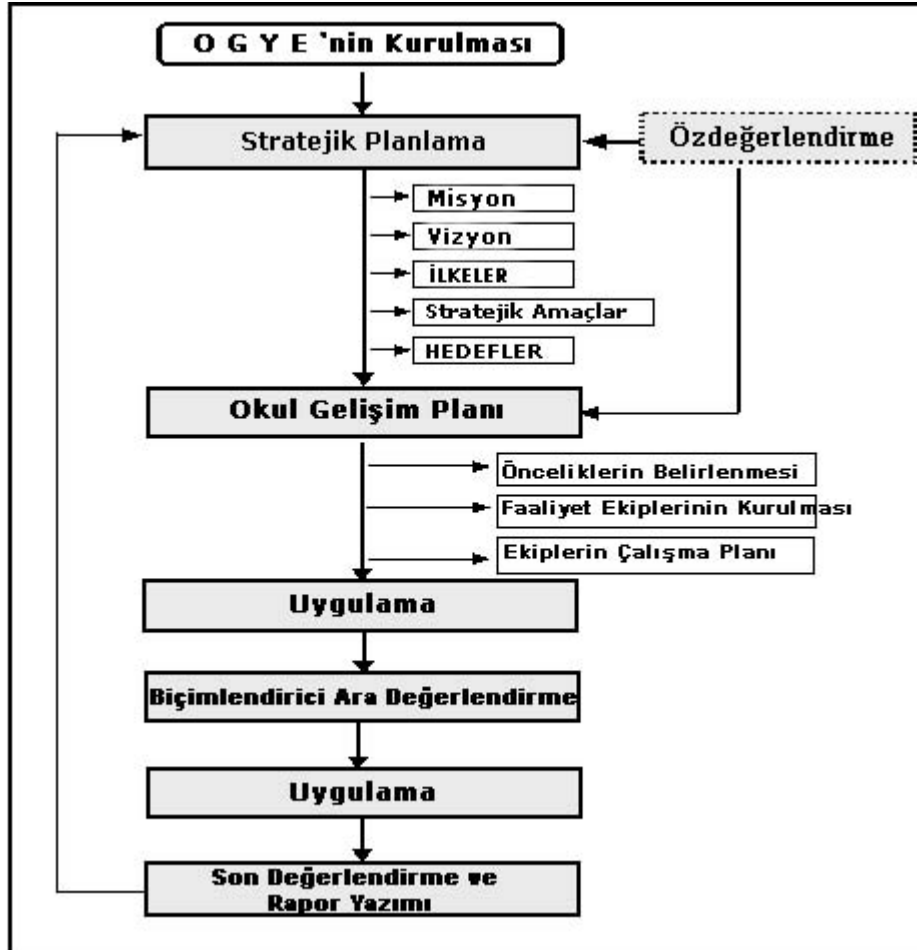 O G Y E 'nin Kurulması
Stratejik Planlama
Özdeğerlendirme
Misyon
Vizyon
İLKELER
Stratejik Amaçlar
HEDEFLER
Okul Gelişim Planı
Önceliklerin Belirlenmesi
Faaliyet Ekiplerinin Kurulması
Ekiplerin Çalışma Planı
Uygulama
Biçimlendirici Ara Değerlendirme
Uygulama
Son Değerlendirme ve
Rapor Yazımı